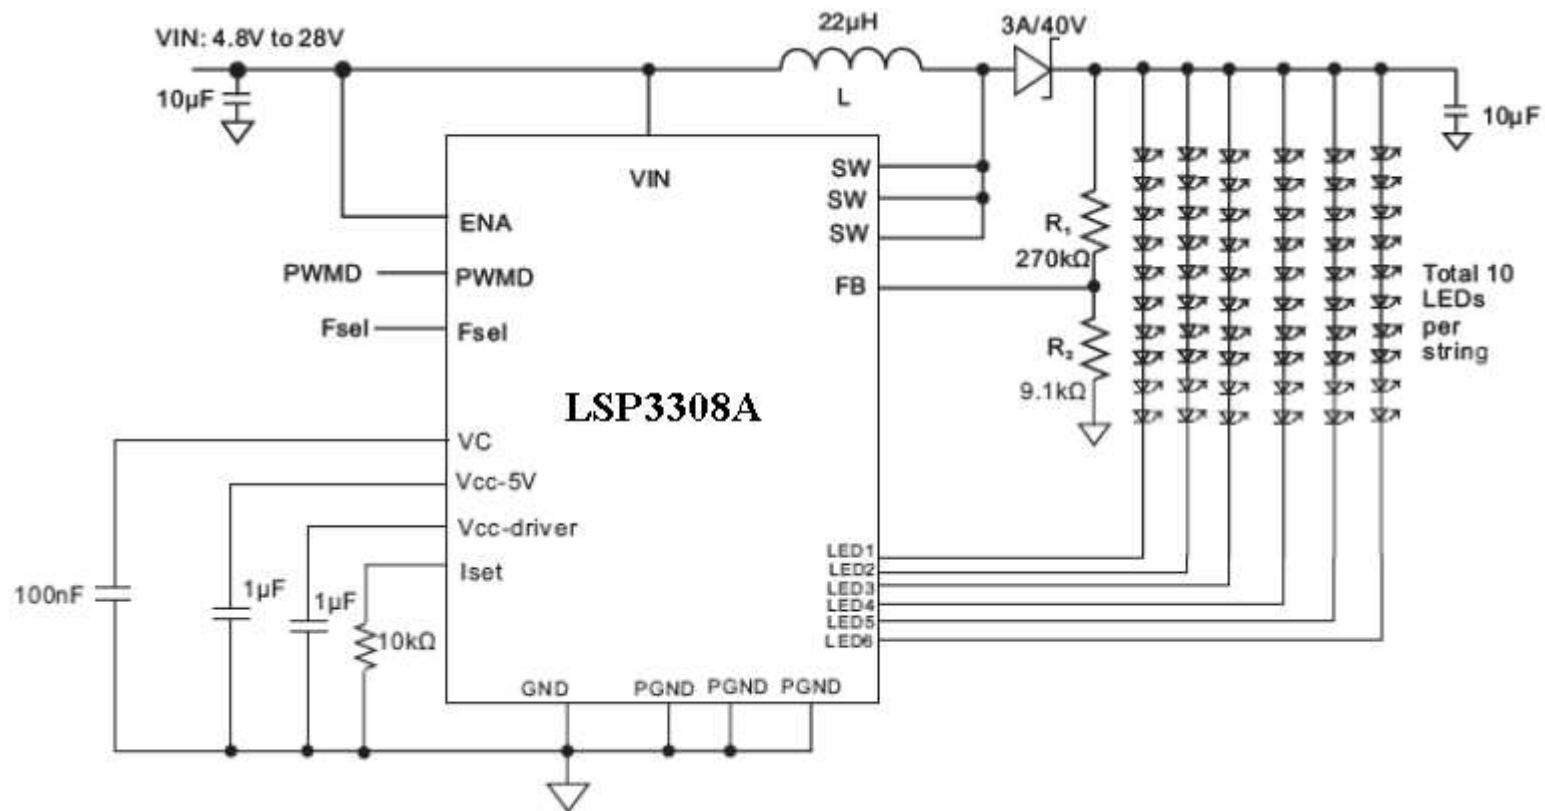 22µH
3A/40V
VIN: 4.8V to 28V
L
10µF
10µF
VIN
SW
SW
SW
ENA
R₁
270kΩ
PWMD
PWMD
FB
Total 10
LEDs
per
string
Fsel
Fsel
R₂
9.1kΩ
LSP3308A
VC
Vcc-5V
Vcc-driver
Iset
LED1
LED2
LED3
LED4
LED5
LED6
100nF
1µF
1µF
10kΩ
GND
PGND
PGND
PGND